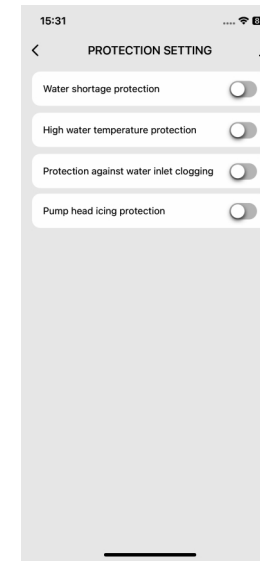 15:31
PROTECTION SETTING
Water shortage protection
High water temperature protection
Protection against water inlet clogging
Pump head icing protection